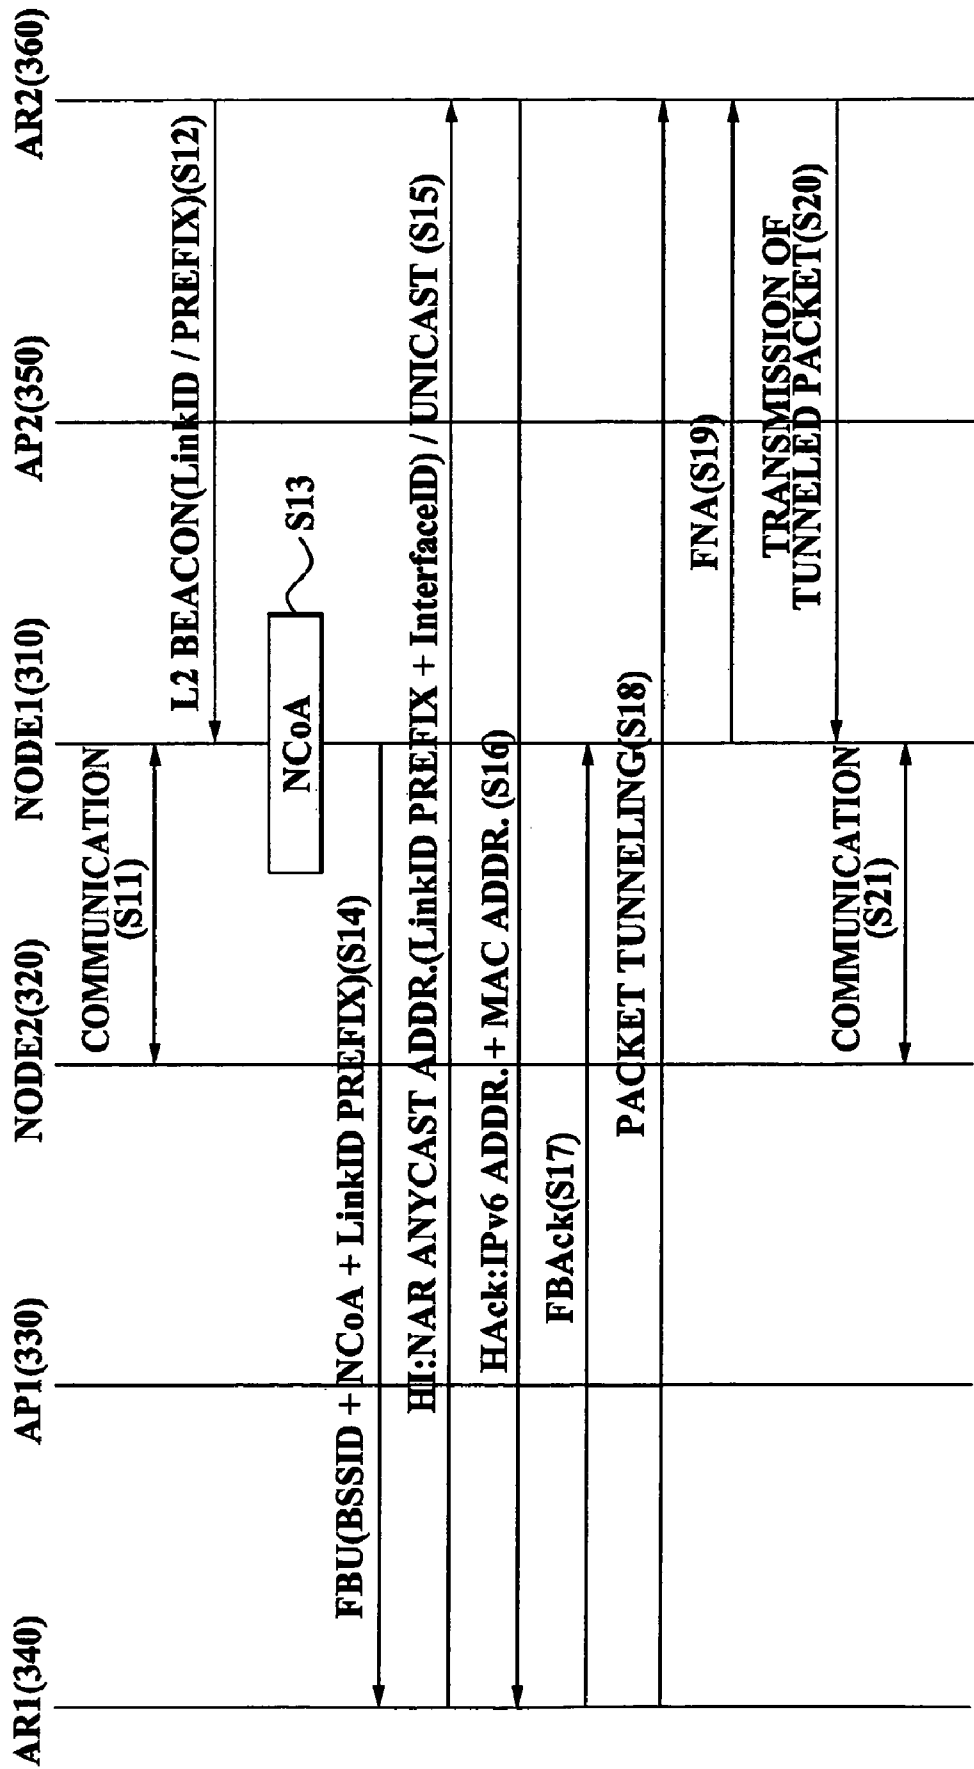 AR1(340)
AP1(330)
NODE2(320)
NODE1(310)
AP2(350)
AR2(360)
COMMUNICATION
(S11)
L2 BEACON(LinkID / PREFIX)(S12)
NCoA
S13
FBU(BSSID + NCoA + LinkID PREFIX)(S14)
HI:NAR ANYCAST ADDR.(LinkID PREFIX + InterfaceID) / UNICAST (S15)
HAck:IPv6 ADDR. + MAC ADDR. (S16)
FBAck(S17)
PACKET TUNNELING(S18)
FNA(S19)
TRANSMISSION OF
TUNNELED PACKET(S20)
COMMUNICATION
(S21)